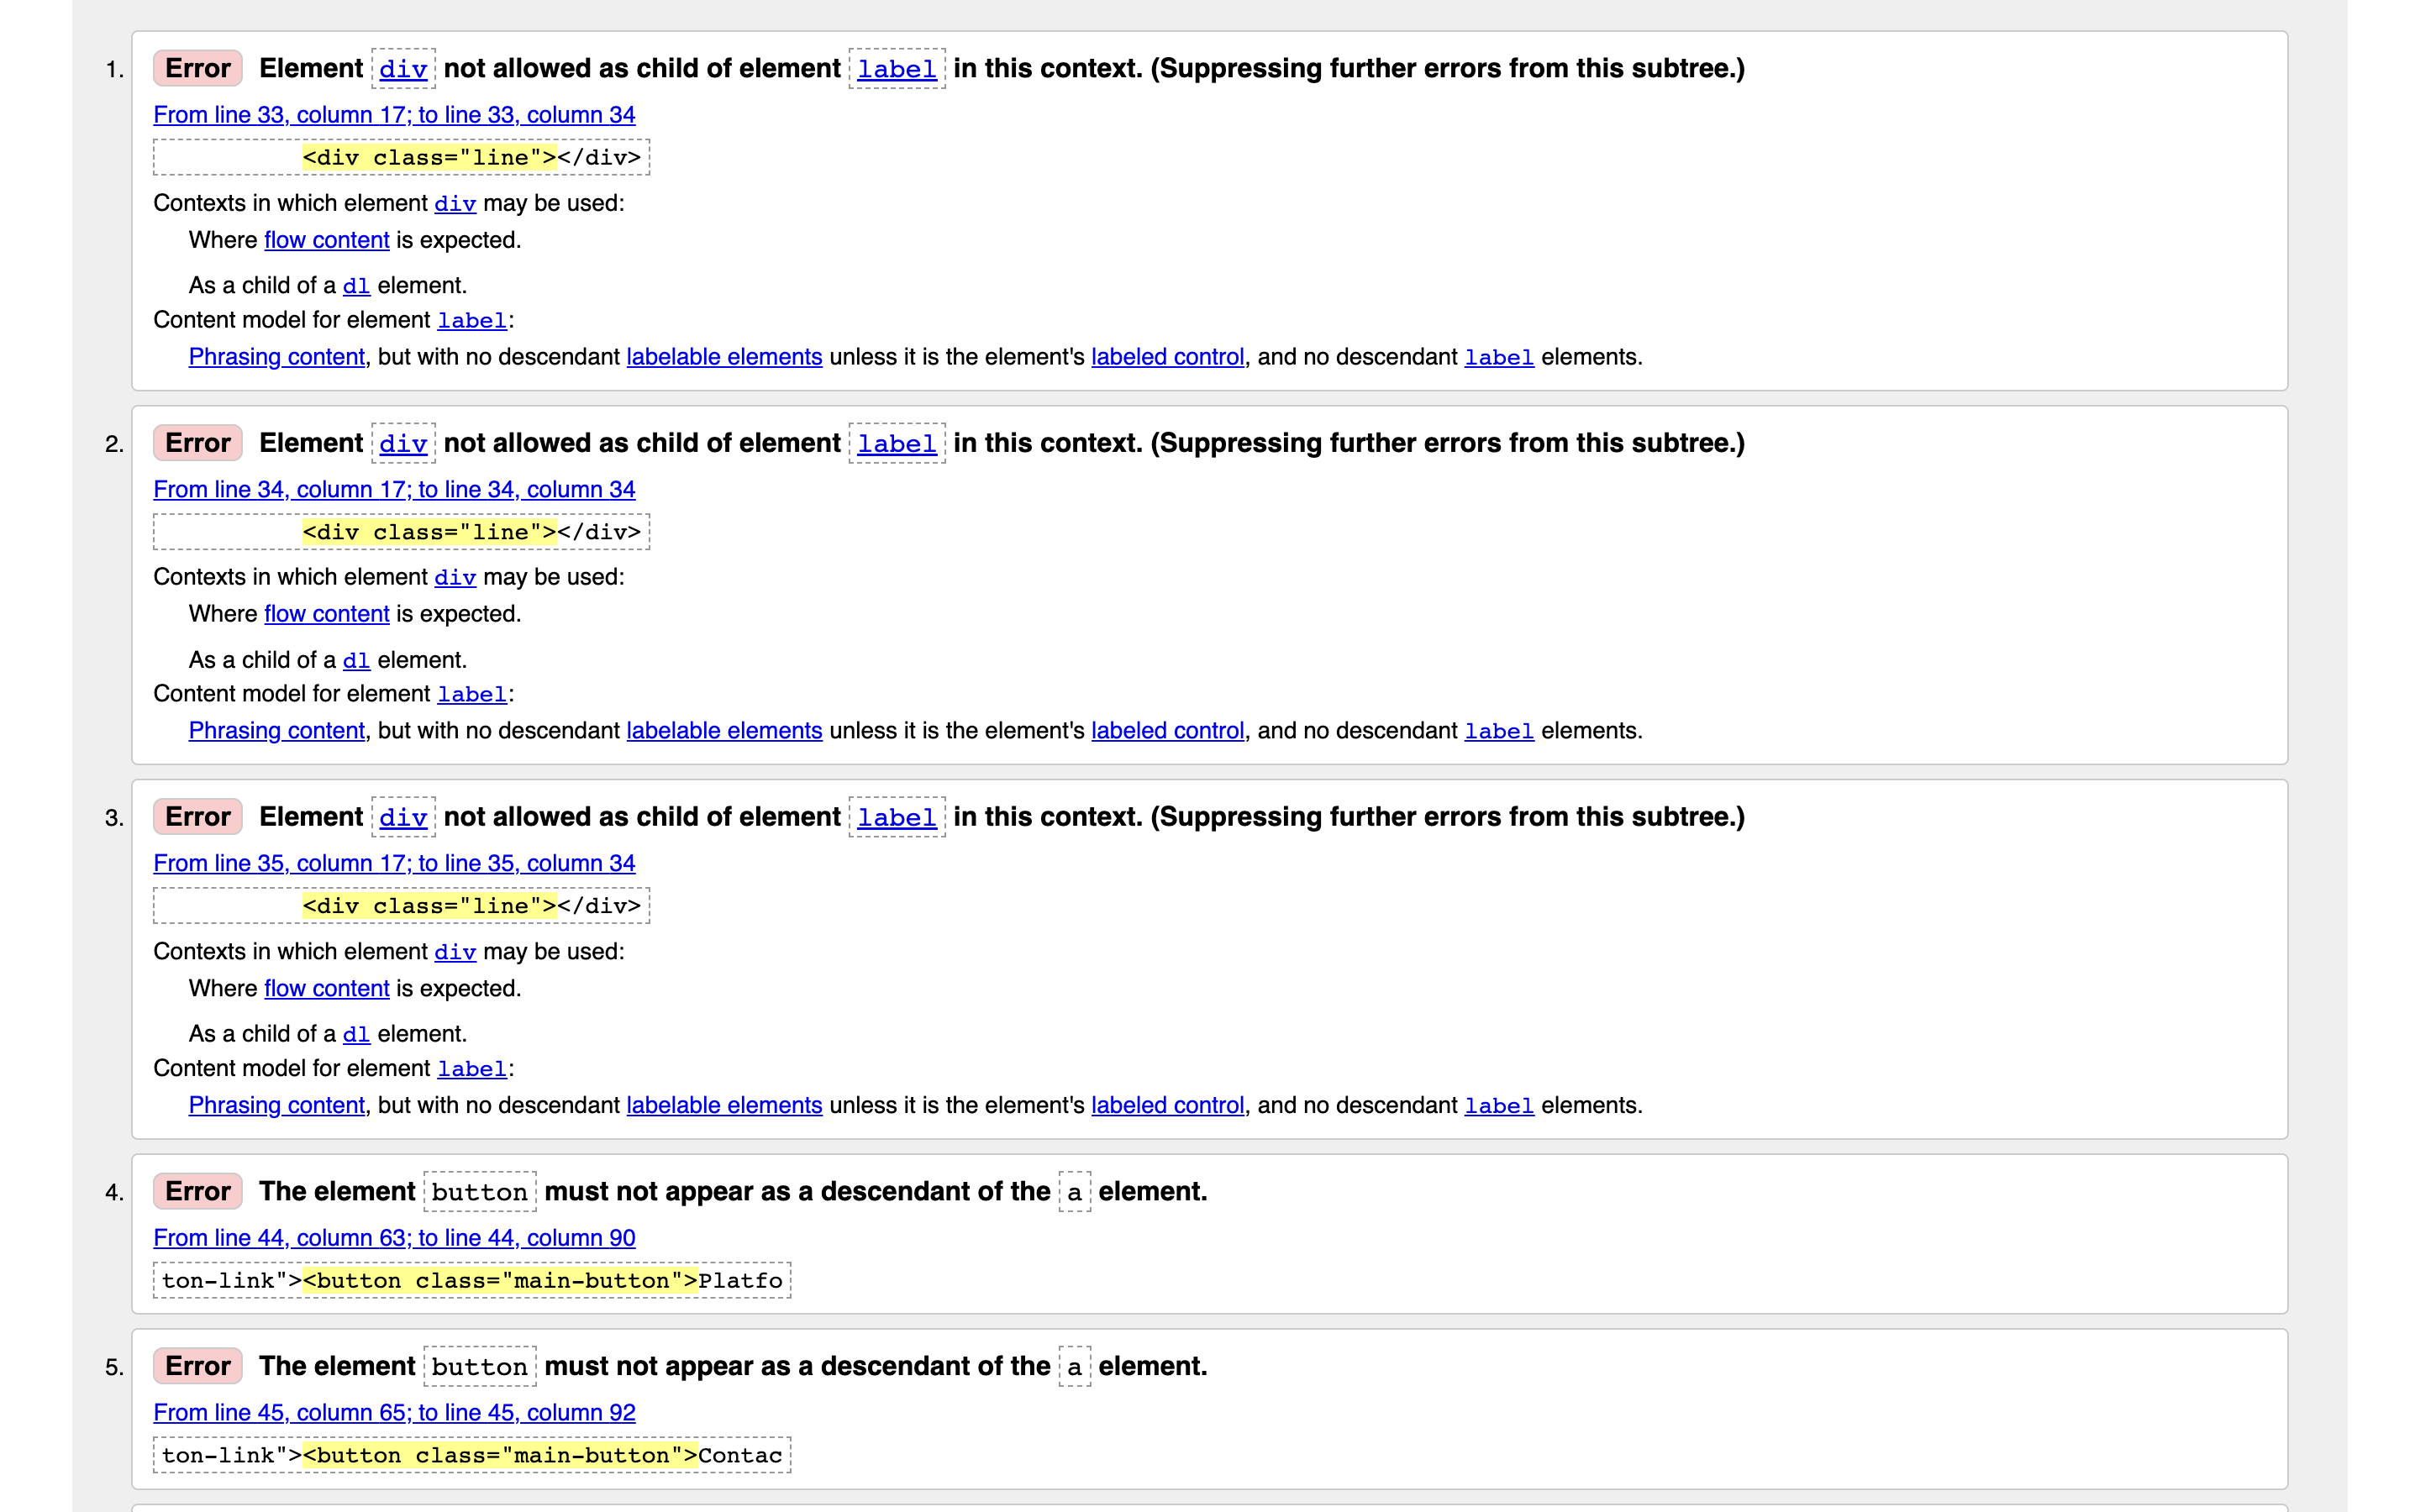 1. Error Element div not allowed as child of element label in this context. (Suppressing further errors from this subtree.)
From line 33, column 17; to line 33, column 34
<div class="line"></div>
Contexts in which element div may be used:
Where flow content is expected.
As a child of a dl element.
Content model for element label:
Phrasing content, but with no descendant labelable elements unless it is the element's labeled control, and no descendant label elements.
2. Error Element div not allowed as child of element label in this context. (Suppressing further errors from this subtree.)
From line 34, column 17; to line 34, column 34
<div class="line"></div>
Contexts in which element div may be used:
Where flow content is expected.
As a child of a dl element.
Content model for element label:
Phrasing content, but with no descendant labelable elements unless it is the element's labeled control, and no descendant label elements.
3. Error Element div not allowed as child of element label in this context. (Suppressing further errors from this subtree.)
From line 35, column 17; to line 35, column 34
<div class="line"></div>
Contexts in which element div may be used:
Where flow content is expected.
As a child of a dl element.
Content model for element label:
Phrasing content, but with no descendant labelable elements unless it is the element's labeled control, and no descendant label elements.
4. Error The element button must not appear as a descendant of the a element.
From line 44, column 63; to line 44, column 90
ton-link"><button class="main-button">Platfo
5. Error The element button must not appear as a descendant of the a element.
From line 45, column 65; to line 45, column 92
ton-link"><button class="main-button">Contac